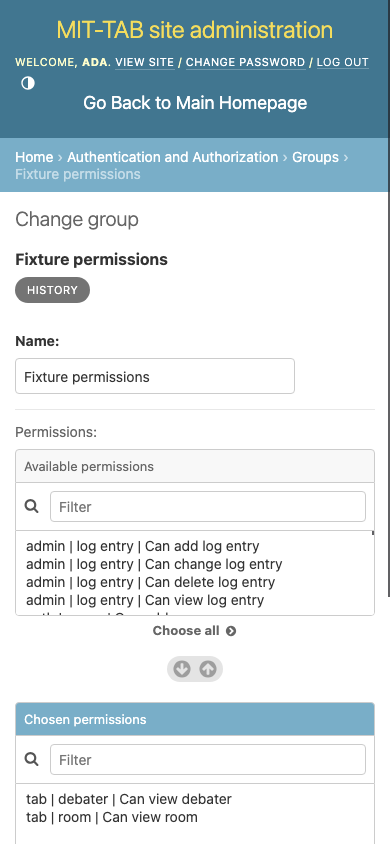 MIT-TAB site administration
WELCOME, ADA. VIEW SITE / CHANGE PASSWORD / LOG OUT
Go Back to Main Homepage
Home › Authentication and Authorization › Groups ›
Fixture permissions
Change group
Fixture permissions
HISTORY
Name:
Fixture permissions
Permissions:
Available permissions
Filter
admin | log entry | Can add log entry
admin | log entry | Can change log entry
admin | log entry | Can delete log entry
admin | log entry | Can view log entry
Choose all
Chosen permissions
Filter
tab | debater | Can view debater
tab | room | Can view room